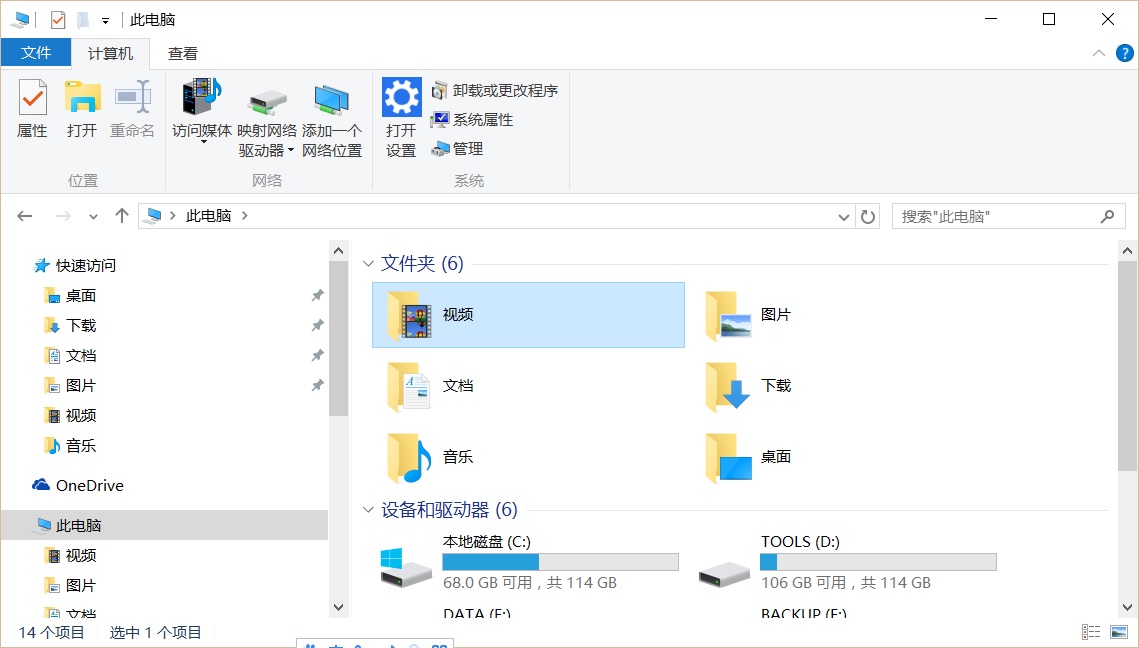 此电脑
文件 计算机 查看
属性 打开 重命名 访问媒体 映射网络驱动器 添加一个网络位置 打开设置
卸载或更改程序
系统属性
管理
位置 网络 系统
此电脑 搜索"此电脑"
快速访问
桌面
下载
文档
图片
视频
音乐
OneDrive
此电脑
视频
图片
文档
文件夹 (6)
视频 图片
文档 下载
音乐 桌面
设备和驱动器 (6)
本地磁盘 (C:) TOOLS (D:)
68.0 GB 可用，共 114 GB 106 GB 可用，共 114 GB
14 个项目 选中 1 个项目